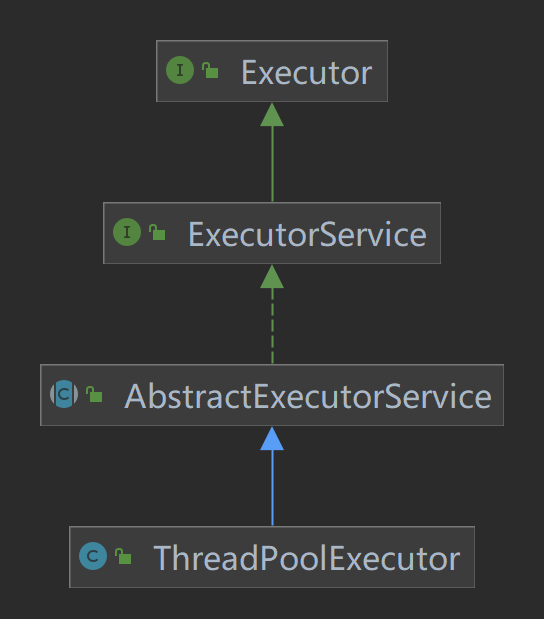 I Executor
I ExecutorService
C AbstractExecutorService
C ThreadPoolExecutor